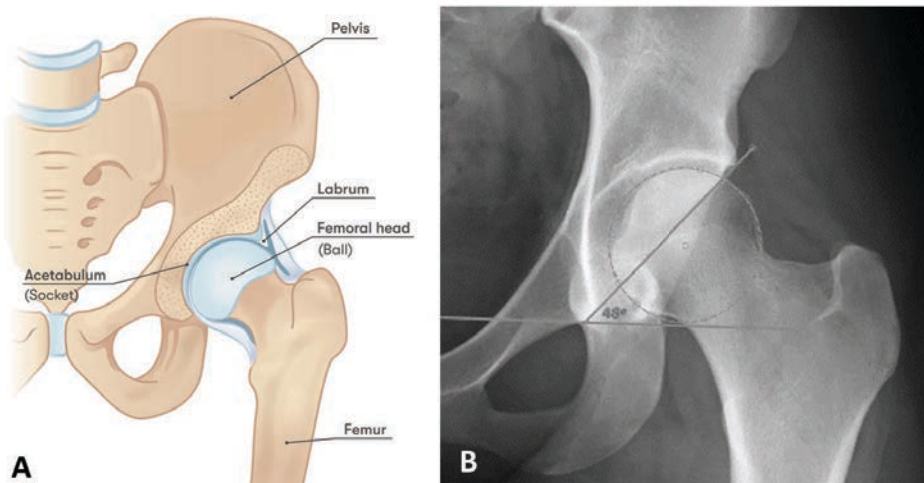 Pelvis
Labrum
Femoral head
(Ball)
Acetabulum
(Socket)
Femur
A
48°
B